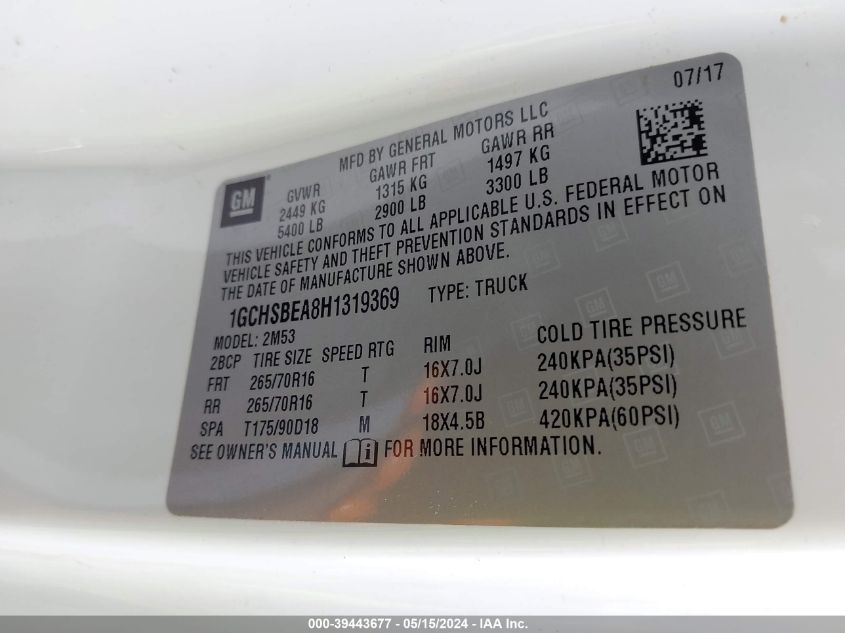 07/17
MFD BY GENERAL MOTORS LLC
GM
GVWR GAWR FRT GAWR RR
2449 KG 1315 KG 1497 KG
5400 LB 2900 LB 3300 LB
THIS VEHICLE CONFORMS TO ALL APPLICABLE U.S. FEDERAL MOTOR
VEHICLE SAFETY AND THEFT PREVENTION STANDARDS IN EFFECT ON
THE DATE OF MANUFACTURE SHOWN ABOVE.
1GCHSBEA8H1319369 TYPE: TRUCK
MODEL: 2M53
2BCP TIRE SIZE SPEED RTG RIM COLD TIRE PRESSURE
FRT 265/70R16 T 16X7.0J 240KPA(35PSI)
RR 265/70R16 T 16X7.0J 240KPA(35PSI)
SPA T175/90D18 M 18X4.5B 420KPA(60PSI)
SEE OWNER'S MANUAL i FOR MORE INFORMATION.
000-39443677 - 05/15/2024 - IAA Inc.